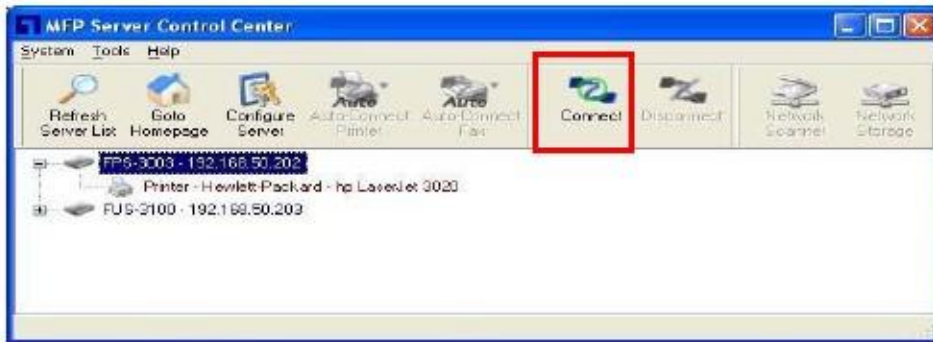 MFP Server Control Center
System Tools Help
Refresh Server List
Goto Homepage
Configure Server
Auto-Connect Printer
Auto-Connect Fax
Connect
Disconnect
Network Scanner
Network Storage
FPS-3003 - 192.168.50.202
Printer - Hewlett-Packard - hp LaserJet 3020
FUS-3100 - 192.168.50.203